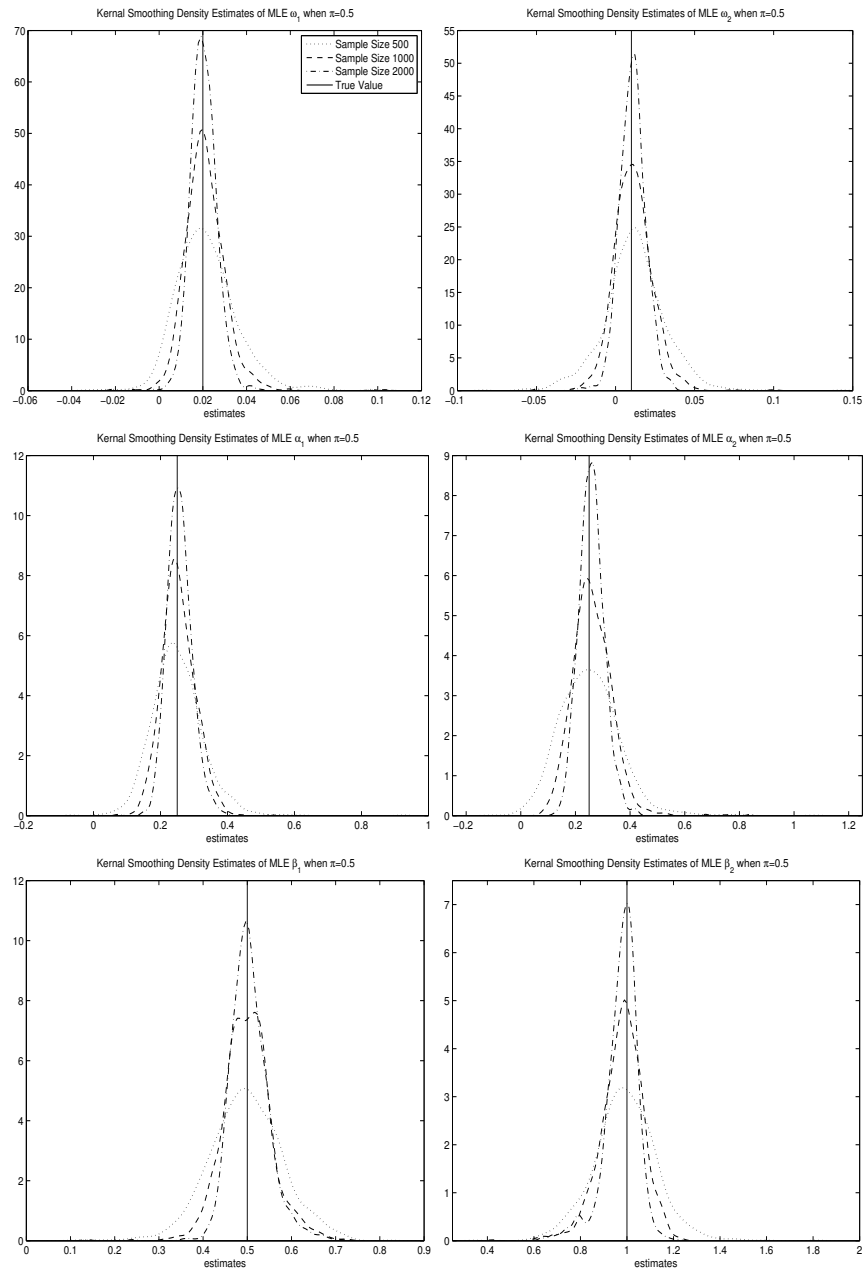 Kernal Smoothing Density Estimates of MLE ω₁ when π=0.5
70
60
50
40
30
20
10
0
−0.06 −0.04 −0.02 0 0.02 0.04 0.06 0.08 0.1 0.12
estimates
Sample Size 500
Sample Size 1000
Sample Size 2000
True Value
Kernal Smoothing Density Estimates of MLE ω₂ when π=0.5
55
50
45
40
35
30
25
20
15
10
5
0
−0.1 −0.05 0 0.05 0.1 0.15
estimates
Kernal Smoothing Density Estimates of MLE α₁ when π=0.5
12
10
8
6
4
2
0
−0.2 0 0.2 0.4 0.6 0.8 1
estimates
Kernal Smoothing Density Estimates of MLE α₂ when π=0.5
9
8
7
6
5
4
3
2
1
0
−0.2 0 0.2 0.4 0.6 0.8 1 1.2
estimates
Kernal Smoothing Density Estimates of MLE β₁ when π=0.5
12
10
8
6
4
2
0
0 0.1 0.2 0.3 0.4 0.5 0.6 0.7 0.8 0.9
estimates
Kernal Smoothing Density Estimates of MLE β₂ when π=0.5
7
6
5
4
3
2
1
0
0.4 0.6 0.8 1 1.2 1.4 1.6 1.8 2
estimates